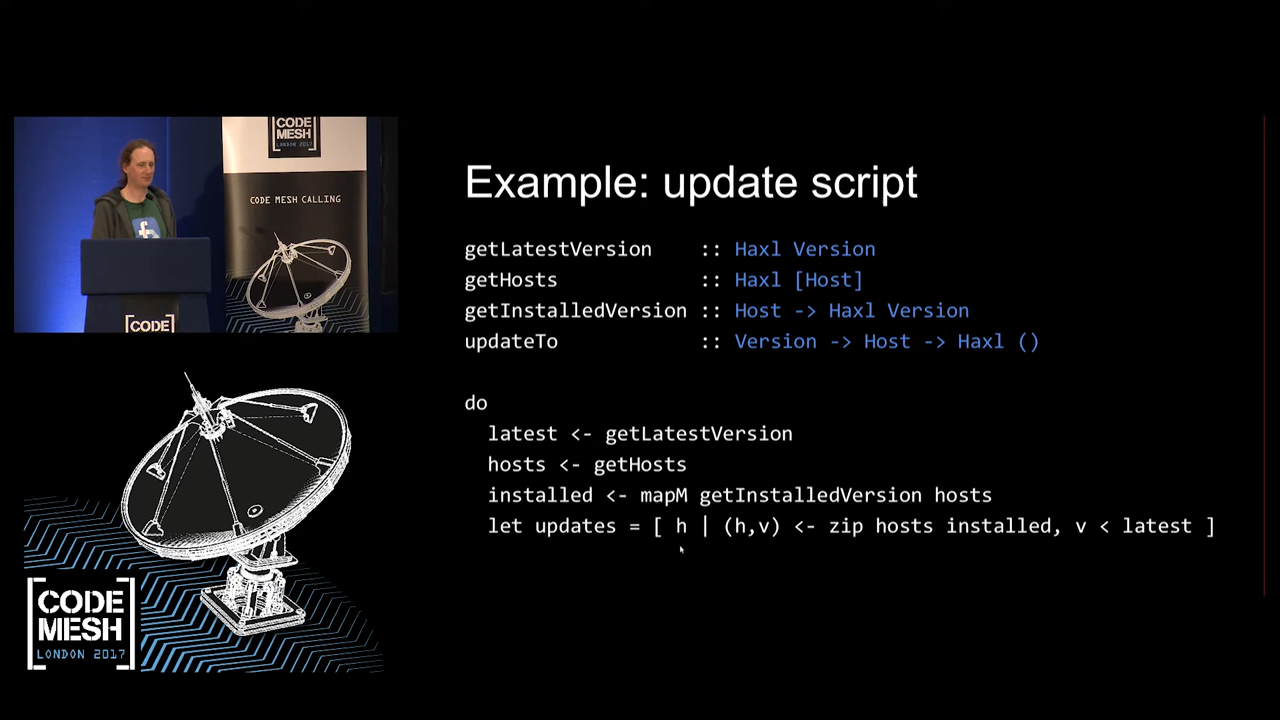 CODE
MESH
LONDON 2017
CODE MESH CALLING
[CODE
f
CODE
MESH
LONDON 2017
Example: update script
getLatestVersion :: Haxl Version
getHosts :: Haxl [Host]
getInstalledVersion :: Host -> Haxl Version
updateTo :: Version -> Host -> Haxl ()
do
latest <- getLatestVersion
hosts <- getHosts
installed <- mapM getInstalledVersion hosts
let updates = [ h | (h,v) <- zip hosts installed, v < latest ]